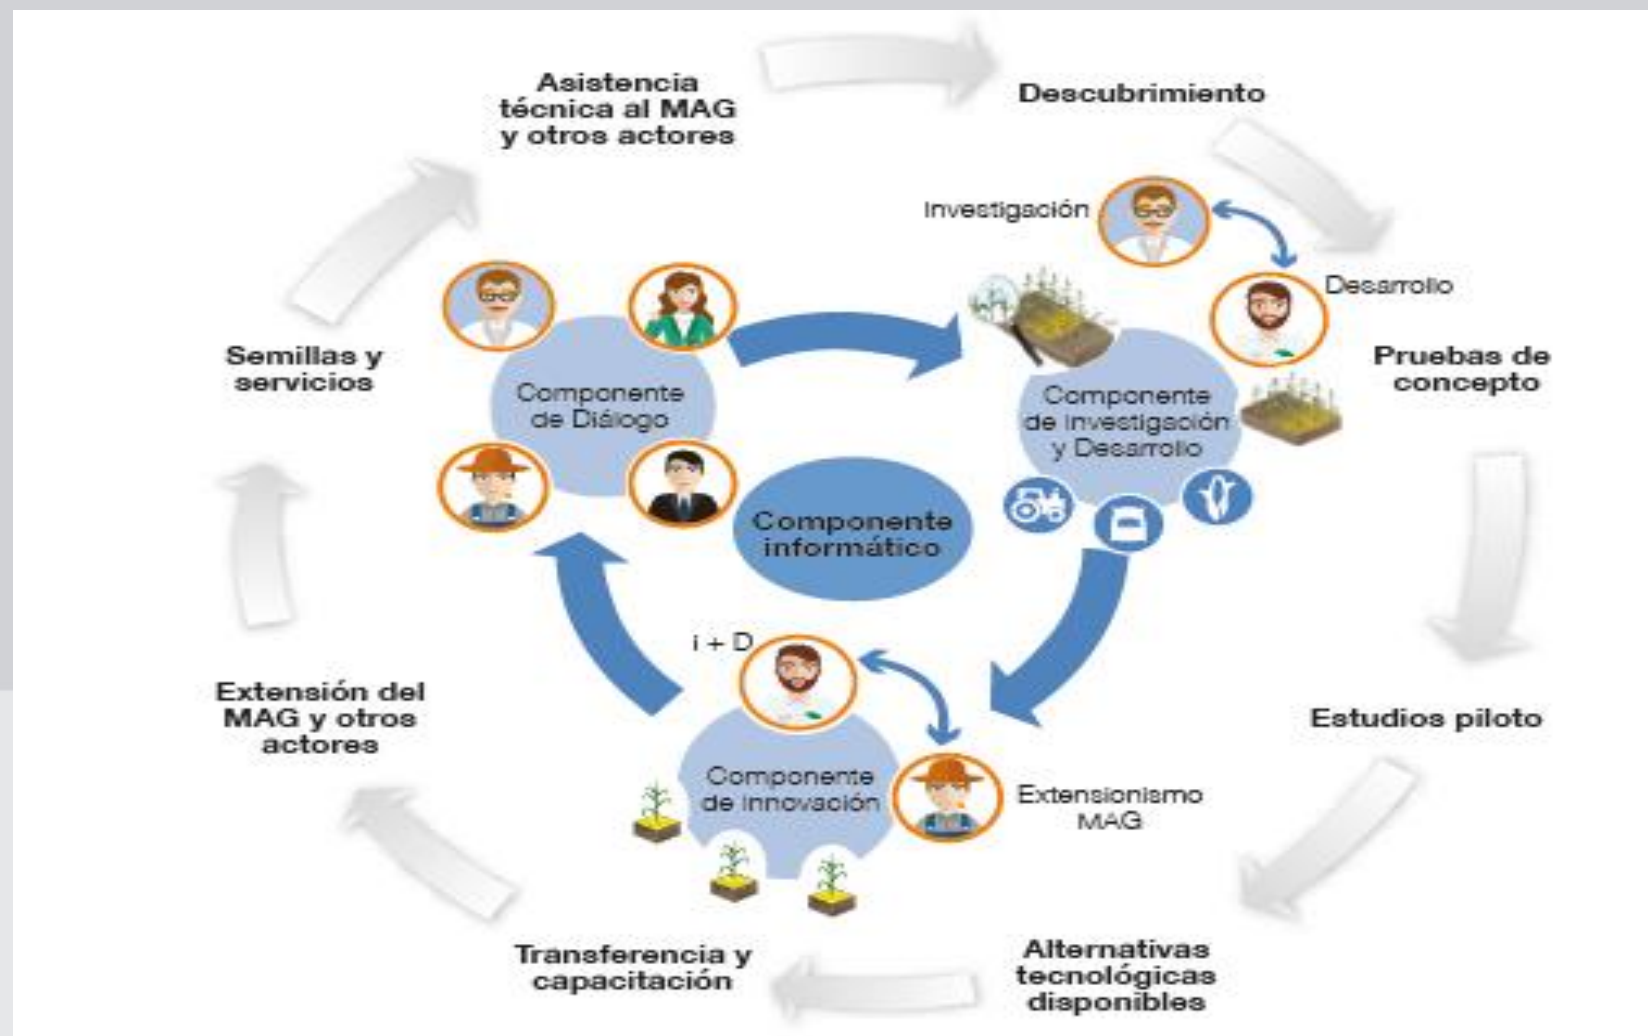 Asistencia
técnica al MAG
y otros actores
Descubrimiento
Investigación
Desarrollo
Pruebas de
concepto
Semillas y
servicios
Componente
de Diálogo
Componente
de Investigación
y Desarrollo
Componente
informático
i + D
Extensión del
MAG y otros
actores
Estudios piloto
Componente
de Innovación
Extensionismo
MAG
Transferencia y
capacitación
Alternativas
tecnológicas
disponibles